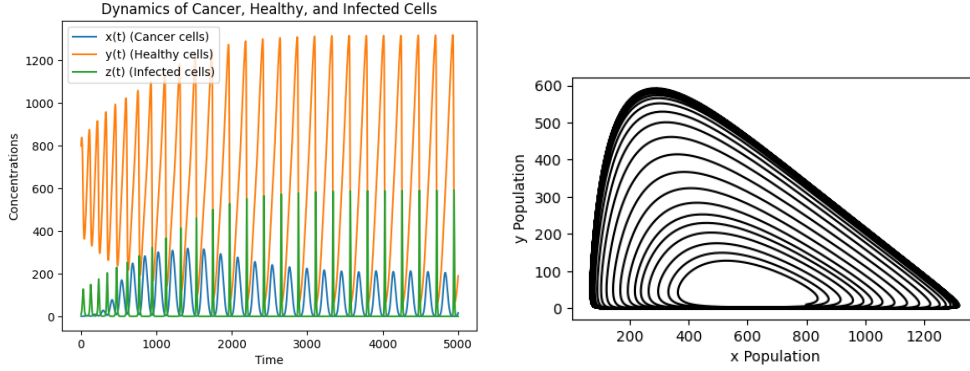 Dynamics of Cancer, Healthy, and Infected Cells
x(t) (Cancer cells)
y(t) (Healthy cells)
z(t) (Infected cells)
Concentrations
1200
1000
800
600
400
200
0
0 1000 2000 3000 4000 5000
Time
y Population
600
500
400
300
200
100
0
200 400 600 800 1000 1200
x Population